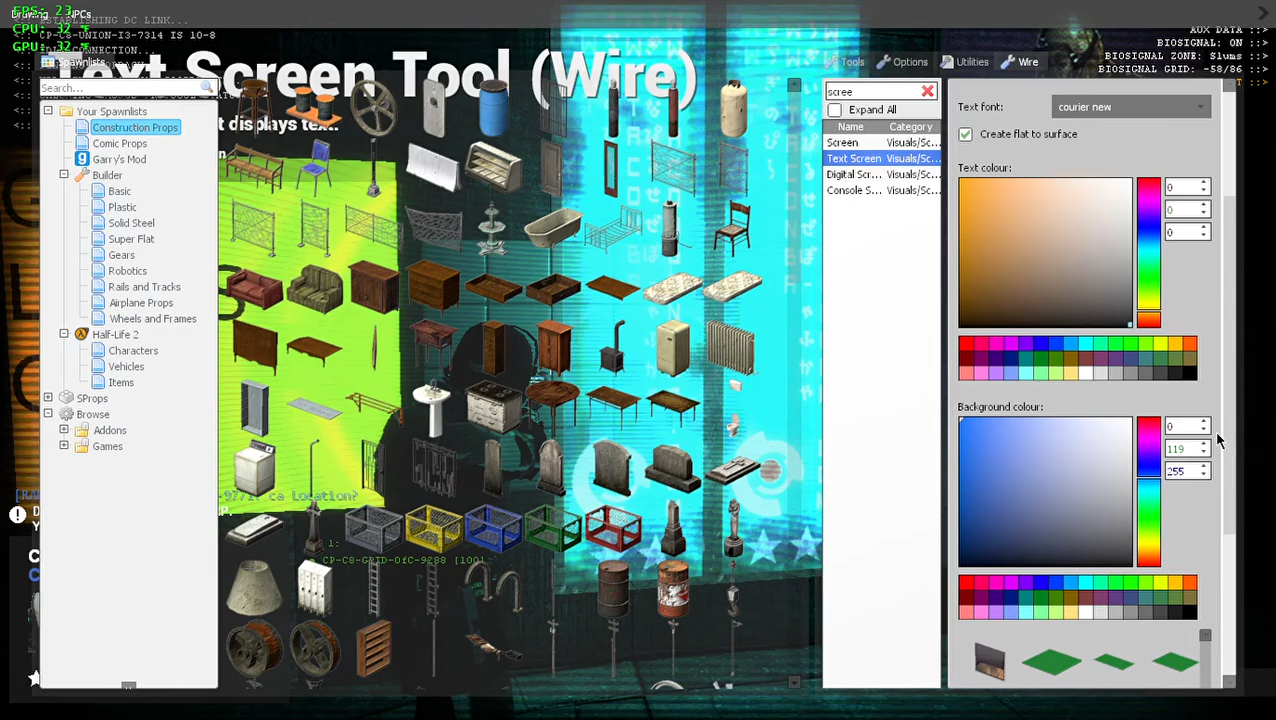 FPS: 23
CPU: 32 °F
GPU: 32 °F
<:: ESTABLISHING DC LINK...
<:: CP-C8-UNION-I3-7314 IS 10-8
AUX DATA ::>
BIOSIGNAL: ON ::>
BIOSIGNAL ZONE: Slums ::>
BIOSIGNAL GRID: -58/86 ::>
Text Screen Tool (Wire)
Spawnlists
Search...
Your Spawnlists
Construction Props
Comic Props
Garry's Mod
Builder
Basic
Plastic
Solid Steel
Super Flat
Gears
Robotics
Rails and Tracks
Airplane Props
Wheels and Frames
Half-Life 2
Characters
Vehicles
Items
SProps
Browse
Addons
Games
t displays text.
Location?
1:
CP-C8-GRID-OfC-9288 [100]
Tools
Options
Utilities
Wire
scree
Expand All
Name
Category
Screen
Visuals/Sc...
Text Screen
Visuals/Sc...
Digital Scr...
Visuals/Sc...
Console S...
Visuals/Sc...
Text font:
courier new
Create flat to surface
Text colour:
0
0
0
Background colour:
0
119
255